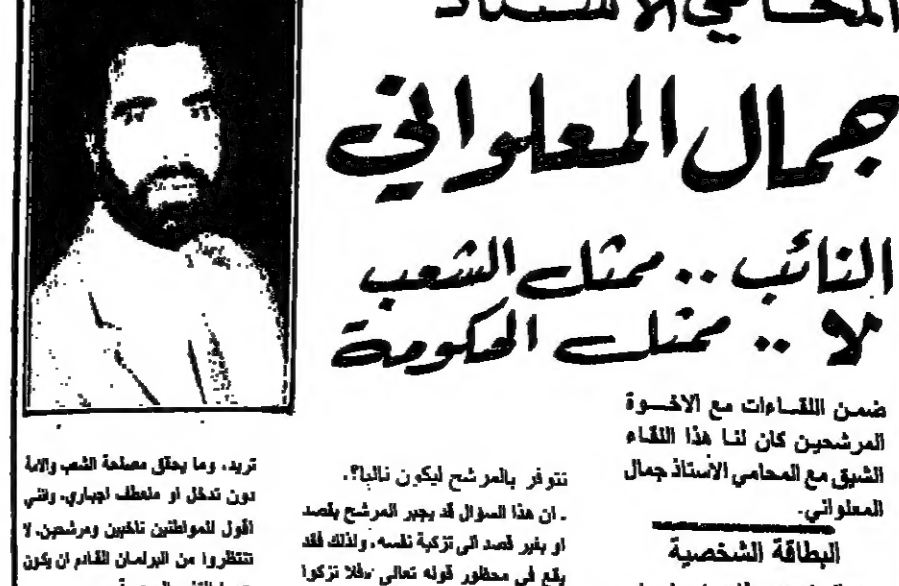 المحامي الأستاذ
جمال المعلواني
النائب .. ممثل الشعب
لا .. ممثل الحكومة
ضمن اللقاءات مع الاخوة
المرشحين كان لنا هذا اللقاء
الشيق مع المحامي الأستاذ جمال
المعلواني.
البطاقة الشخصية
تتوفر بالمرشح ليكون نائبا؟.
. ان هذا السؤال قد يجبر المرشح بقصد
او بغير قصد الى تزكية نفسه، ولذلك فقد
يقع في محظور قوله تعالى «فلا تزكوا
تريد، وما يحقق مصلحة الشعب والامة
دون تدخل او منعطف اجباري، وانني
اقول للمواطنين ناخبين ومرشحين، لا
تنتظروا من البرلمان القادم ان يكون